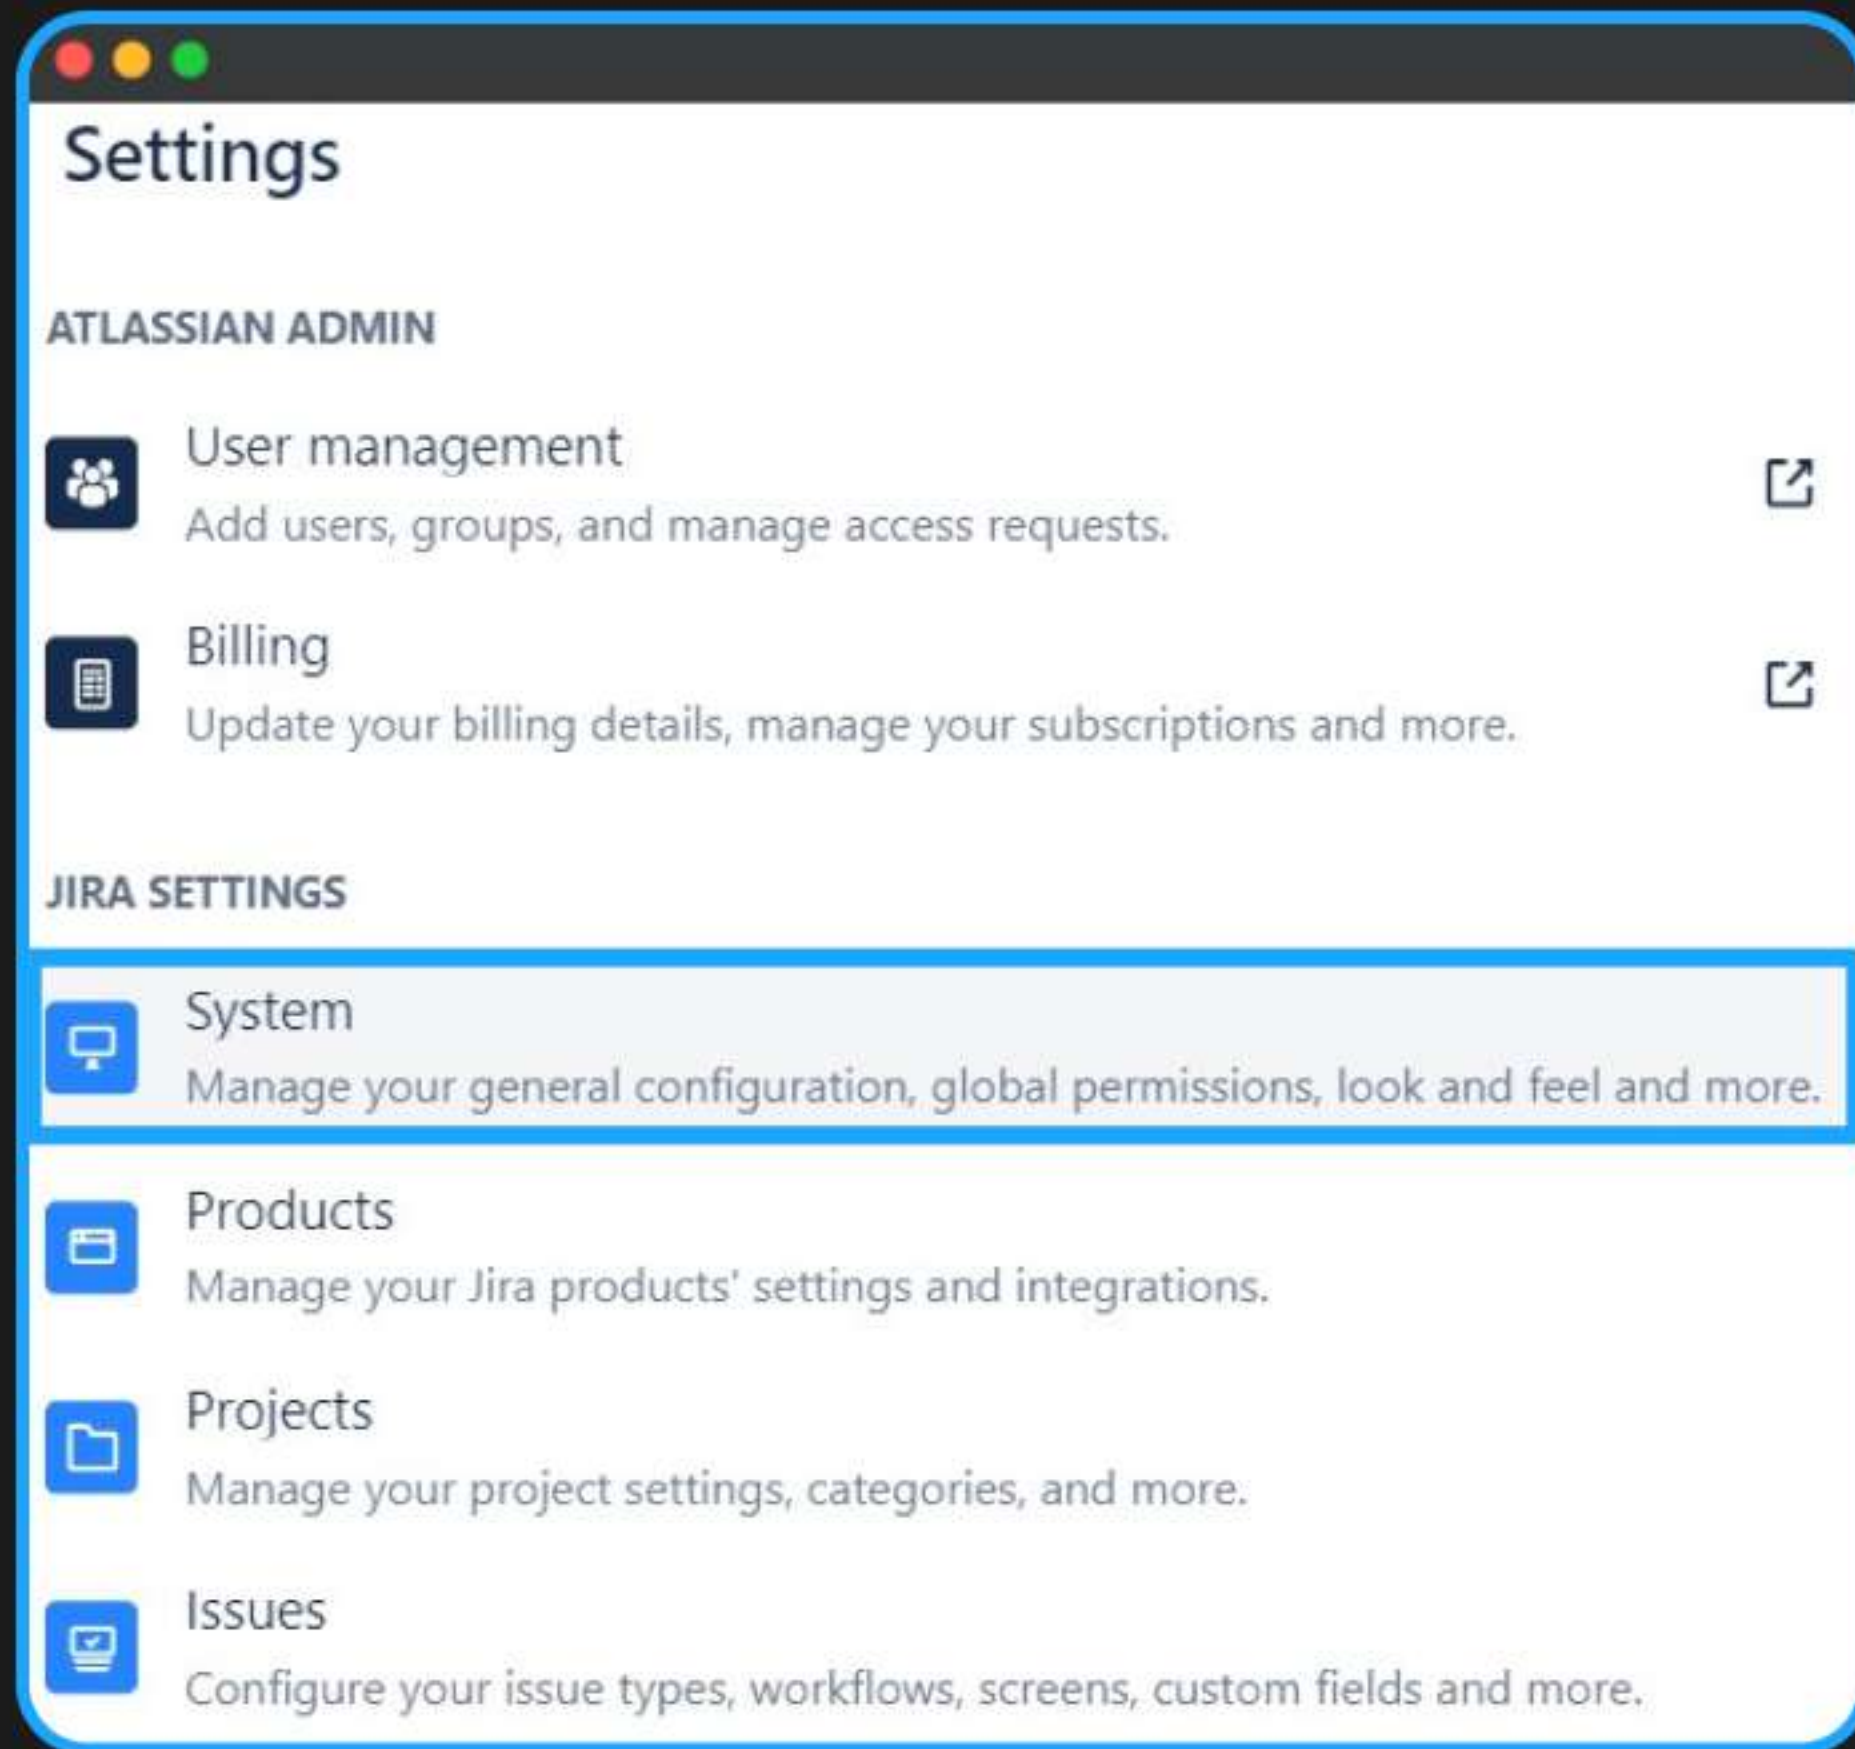 Settings
ATLASSIAN ADMIN
User management
Add users, groups, and manage access requests.
Billing
Update your billing details, manage your subscriptions and more.
JIRA SETTINGS
System
Manage your general configuration, global permissions, look and feel and more.
Products
Manage your Jira products' settings and integrations.
Projects
Manage your project settings, categories, and more.
Issues
Configure your issue types, workflows, screens, custom fields and more.